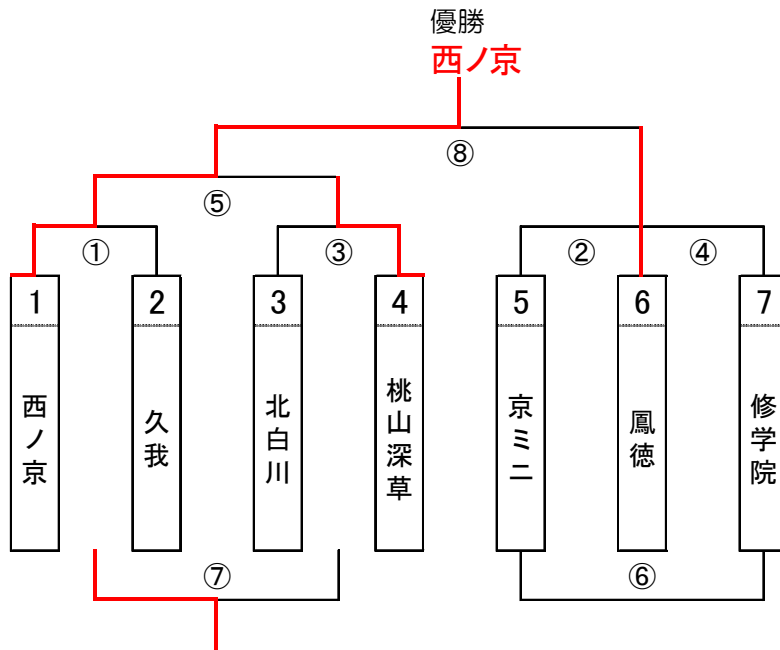 優勝
西ノ京
⑧
⑤
① ③ ② ④
1 2 3 4 5 6 7
西ノ京
久我
北白川
桃山深草
京ミニ
鳳徳
修学院
⑦ ⑥